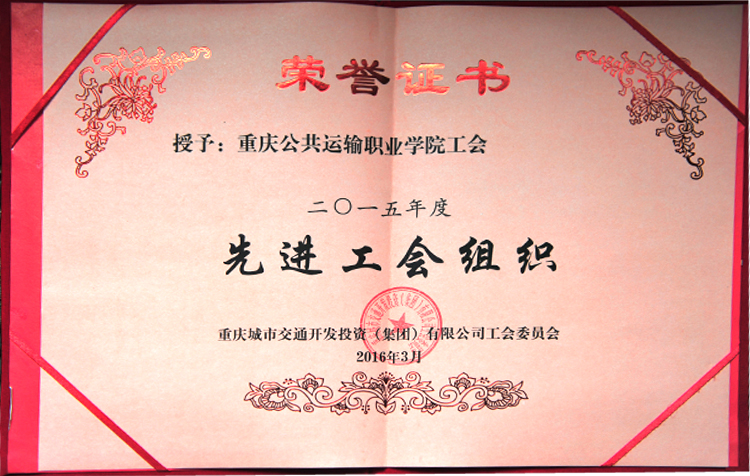 荣誉证书
授予：重庆公共运输职业学院工会
二〇一五年度
先进工会组织
重庆城市交通开发投资（集团）有限公司工会委员会
2016年3月